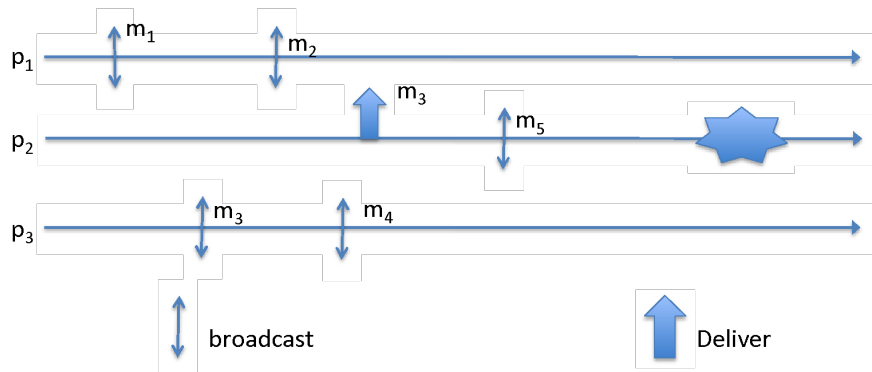 m₁
m₂
p₁
m₃
m₅
p₂
m₃
m₄
p₃
broadcast
Deliver